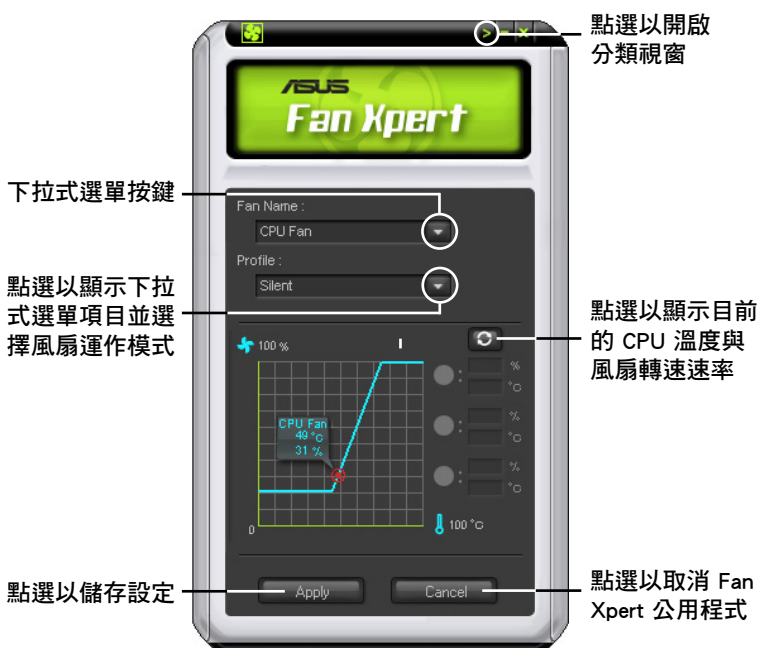 點選以開啟
分類視窗
>
ASUS
Fan Xpert
下拉式選單按鍵
Fan Name :
CPU Fan
Profile :
Silent
點選以顯示下拉
式選單項目並選
擇風扇運作模式
點選以顯示目前
的 CPU 溫度與
風扇轉速速率
100 %
%
°C
CPU Fan
49 °C
31 %
%
°C
%
°C
0
100 °C
點選以儲存設定
Apply
Cancel
點選以取消 Fan
Xpert 公用程式